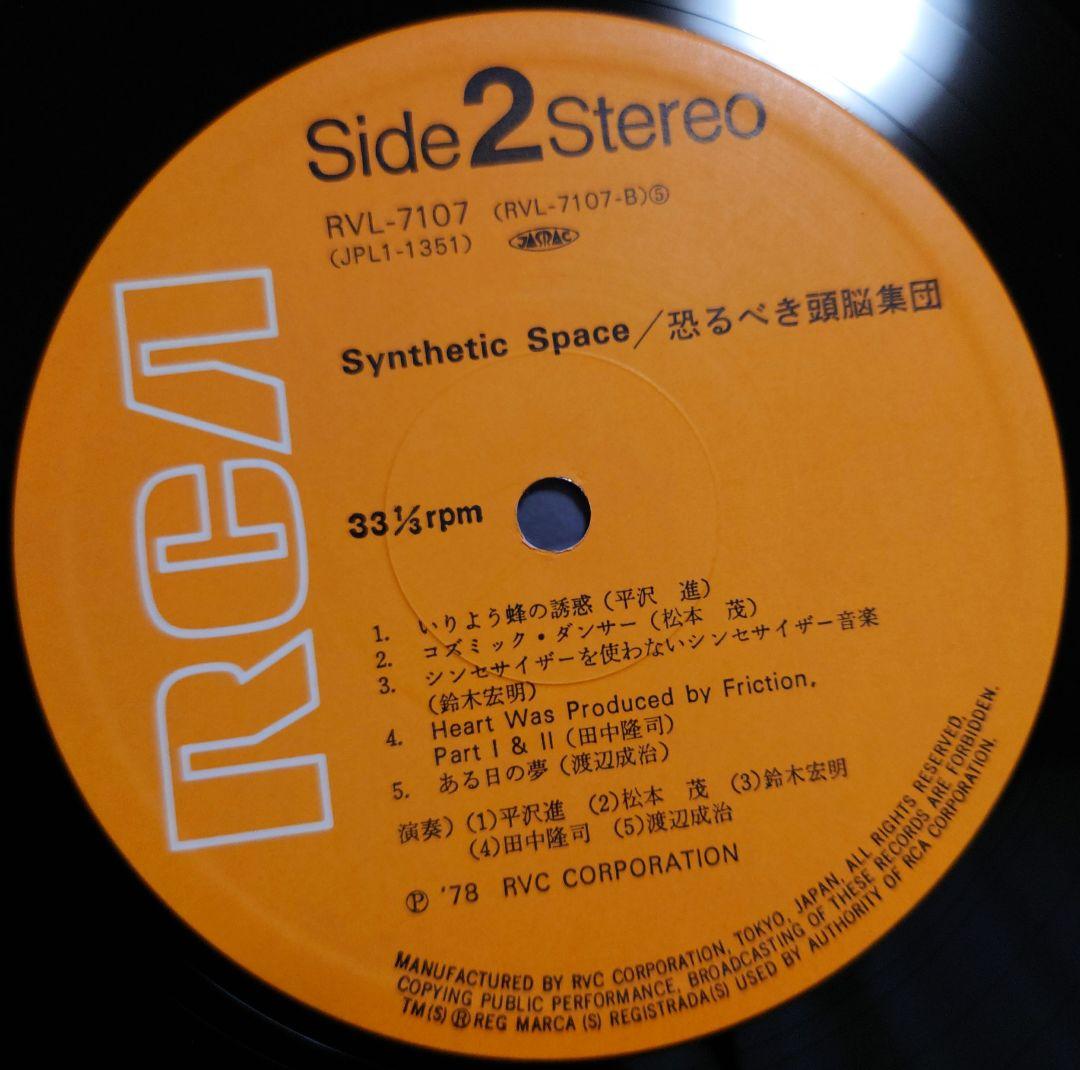 Side 2 Stereo
RVL-7107 (RVL-7107-B)⑤
(JPL1-1351) JASRAC
RCA
Synthetic Space/恐るべき頭脳集団
33⅓rpm
1. いりよう蜂の誘惑(平沢 進)
2. コズミック・ダンサー(松本 茂)
3. シンセサイザーを使わないシンセサイザー音楽
(鈴木宏明)
4. Heart Was Produced by Friction,
Part I & II(田中隆司)
5. ある日の夢(渡辺成治)
演奏)(1)平沢進 (2)松本 茂 (3)鈴木宏明
(4)田中隆司 (5)渡辺成治
Ⓟ '78 RVC CORPORATION
MANUFACTURED BY RVC CORPORATION, TOKYO, JAPAN, ALL RIGHTS RESERVED,
COPYING PUBLIC PERFORMANCE, BROADCASTING OF THESE RECORDS ARE FORBIDDEN.
TM(S) ® REG MARCA (S) REGISTRADA(S) USED BY AUTHORITY OF RCA CORPORATION.